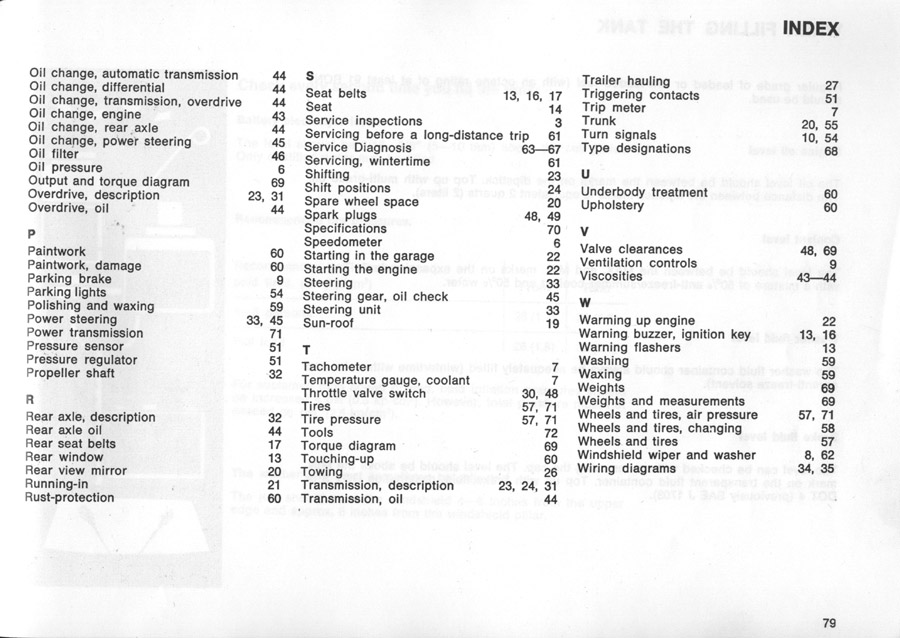 INDEX
Oil change, automatic transmission 44
Oil change, differential 44
Oil change, transmission, overdrive 44
Oil change, engine 43
Oil change, rear axle 44
Oil change, power steering 45
Oil filter 46
Oil pressure 6
Output and torque diagram 69
Overdrive, description 23, 31
Overdrive, oil 44
P
Paintwork 60
Paintwork, damage 60
Parking brake 9
Parking lights 54
Polishing and waxing 59
Power steering 33, 45
Power transmission 71
Pressure sensor 51
Pressure regulator 51
Propeller shaft 32
R
Rear axle, description 32
Rear axle oil 44
Rear seat belts 17
Rear window 13
Rear view mirror 20
Running-in 21
Rust-protection 60
S
Seat belts 13, 16, 17
Seat 14
Service inspections 3
Servicing before a long-distance trip 61
Service Diagnosis 63—67
Servicing, wintertime 61
Shifting 23
Shift positions 24
Spare wheel space 20
Spark plugs 48, 49
Specifications 70
Speedometer 6
Starting in the garage 22
Starting the engine 22
Steering 33
Steering gear, oil check 45
Steering unit 33
Sun-roof 19
T
Tachometer 7
Temperature gauge, coolant 7
Throttle valve switch 30, 48
Tires 57, 71
Tire pressure 57, 71
Tools 72
Torque diagram 69
Touching-up 60
Towing 26
Transmission, description 23, 24, 31
Transmission, oil 44
Trailer hauling 27
Triggering contacts 51
Trip meter 7
Trunk 20, 55
Turn signals 10, 54
Type designations 68
U
Underbody treatment 60
Upholstery 60
V
Valve clearances 48, 69
Ventilation controls 9
Viscosities 43—44
W
Warming up engine 22
Warning buzzer, ignition key 13, 16
Warning flashers 13
Washing 59
Waxing 59
Weights 69
Weights and measurements 69
Wheels and tires, air pressure 57, 71
Wheels and tires, changing 58
Wheels and tires 57
Windshield wiper and washer 8, 62
Wiring diagrams 34, 35
79